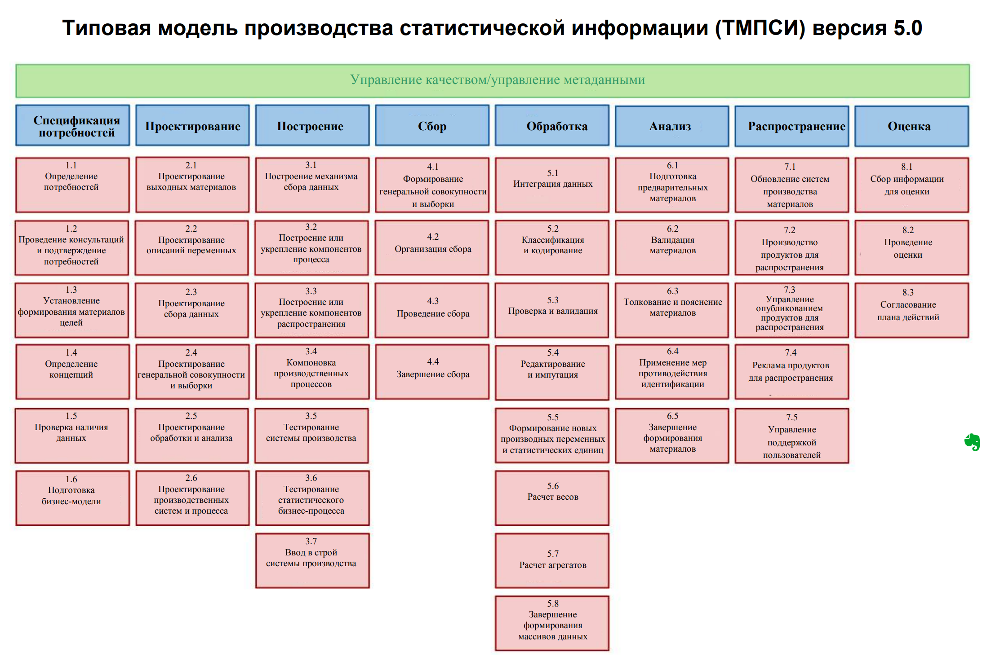 Типовая модель производства статистической информации (ТМПСИ) версия 5.0
Управление качеством/управление метаданными
Спецификация
потребностей
Проектирование
Построение
Сбор
Обработка
Анализ
Распространение
Оценка
1.1
Определение
потребностей
1.2
Проведение консультаций
и подтверждение
потребностей
1.3
Установление
формирования материалов
целей
1.4
Определение
концепций
1.5
Проверка наличия
данных
1.6
Подготовка
бизнес-модели
2.1
Проектирование
выходных материалов
2.2
Проектирование
описаний переменных
2.3
Проектирование
сбора данных
2.4
Проектирование
генеральной совокупности
и выборки
2.5
Проектирование
обработки и анализа
2.6
Проектирование
производственных
систем и процесса
3.1
Построение механизма
сбора данных
3.2
Построение или
укрепление компонентов
процесса
3.3
Построение или
укрепление компонентов
распространения
3.4
Компоновка
производственных
процессов
3.5
Тестирование
системы производства
3.6
Тестирование
статистического
бизнес-процесса
3.7
Ввод в строй
системы производства
4.1
Формирование
генеральной совокупности
и выборки
4.2
Организация сбора
4.3
Проведение сбора
4.4
Завершение сбора
5.1
Интеграция данных
5.2
Классификация
и кодирование
5.3
Проверка и валидация
5.4
Редактирование
и импутация
5.5
Формирование новых
производных переменных
и статистических единиц
5.6
Расчет весов
5.7
Расчет агрегатов
5.8
Завершение
формирования
массивов данных
6.1
Подготовка
предварительных
материалов
6.2
Валидация
материалов
6.3
Толкование и пояснение
материалов
6.4
Применение мер
противодействия
идентификации
6.5
Завершение
формирования
материалов
7.1
Обновление систем
производства
материалов
7.2
Производство
продуктов для
распространения
7.3
Управление
опубликованием
продуктов для
распространения
7.4
Реклама продуктов
для распространения
7.5
Управление
поддержкой
пользователей
8.1
Сбор информации
для оценки
8.2
Проведение
оценки
8.3
Согласование
плана действий